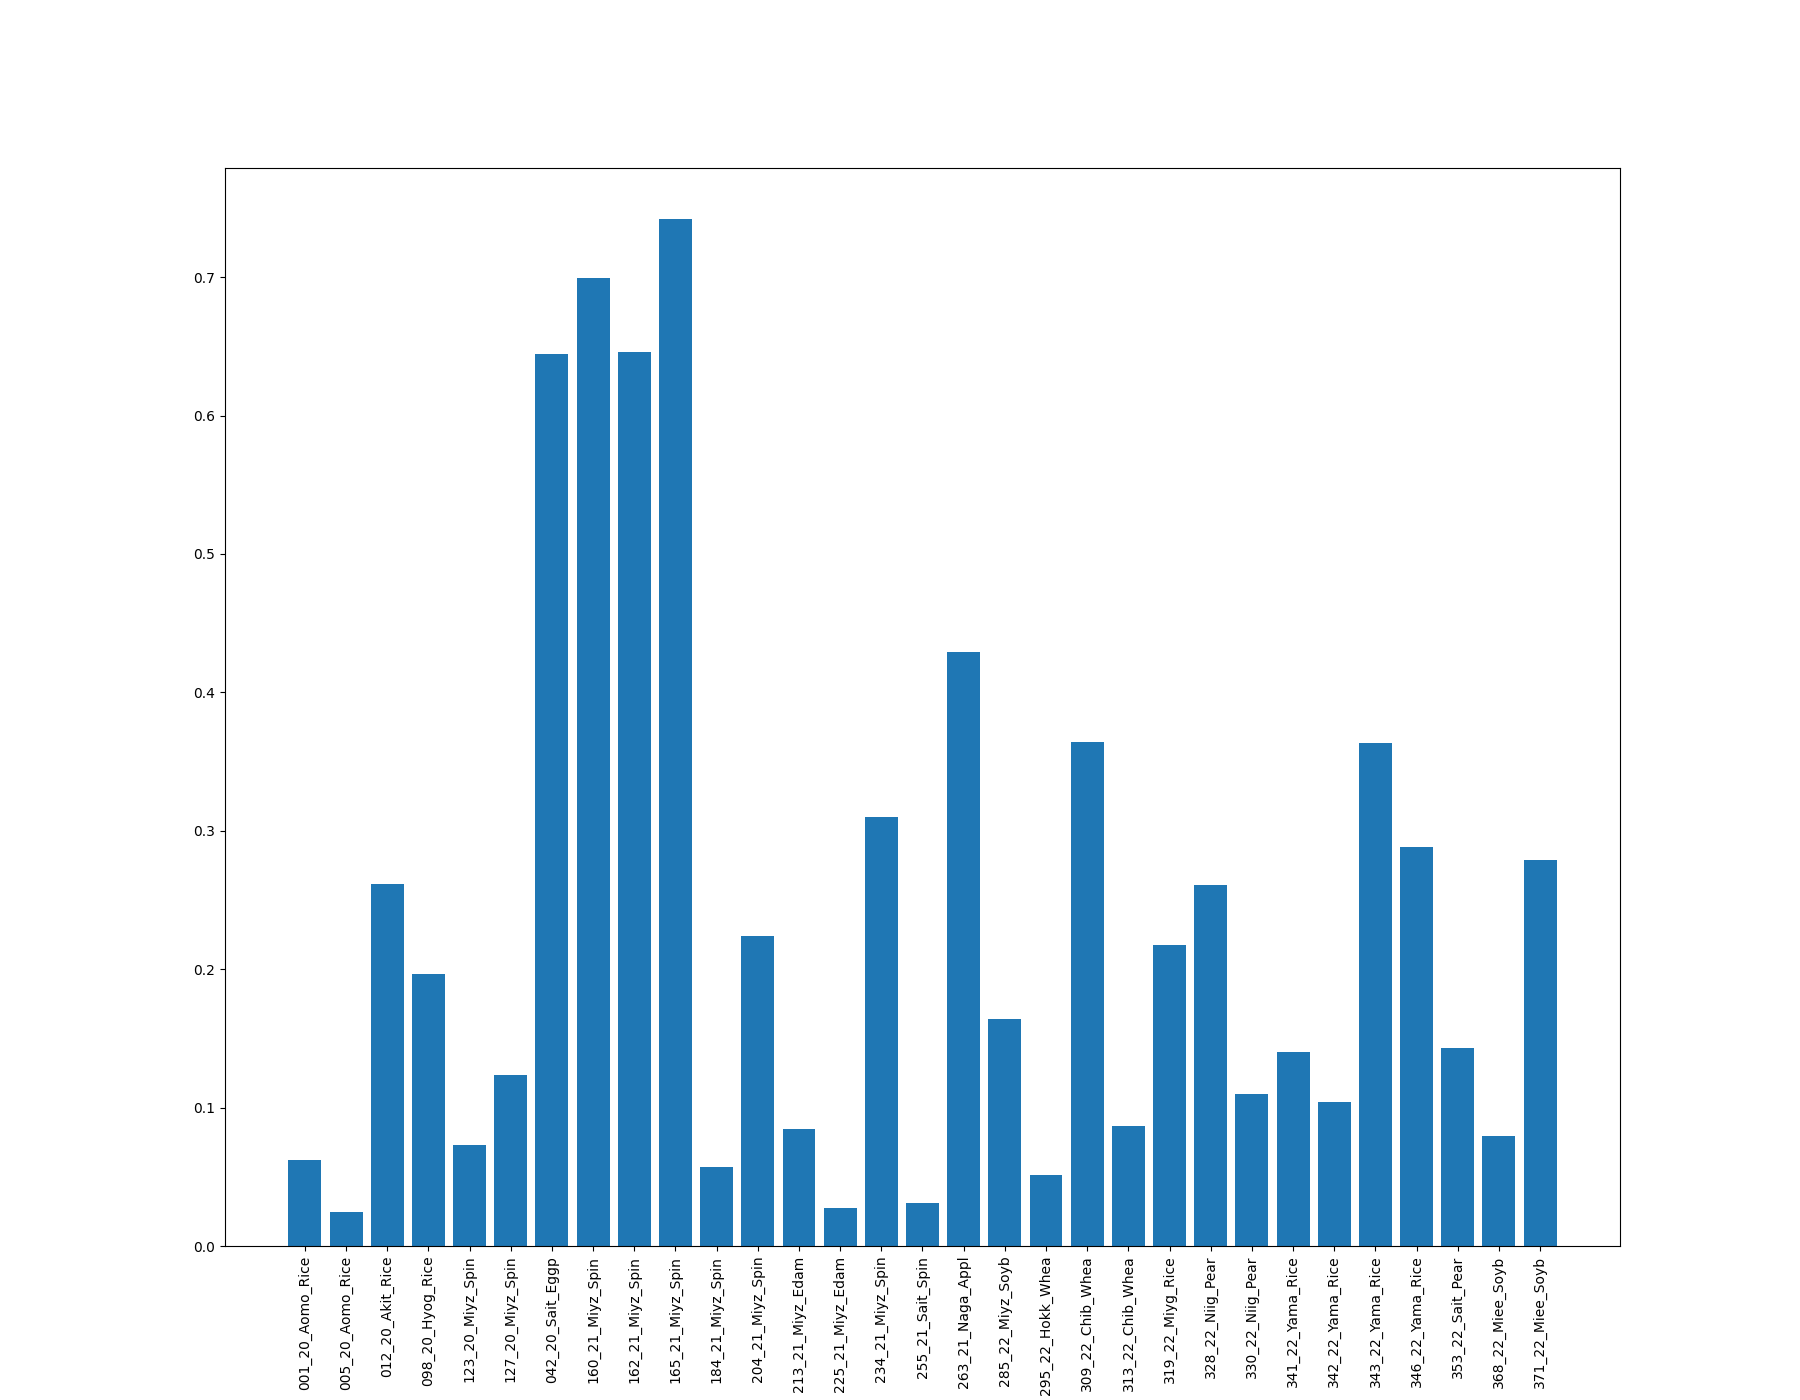 0.7
0.6
0.5
0.4
0.3
0.2
0.1
0.0
001_20_Aomo_Rice
005_20_Aomo_Rice
012_20_Akit_Rice
098_20_Hyog_Rice
123_20_Miyz_Spin
127_20_Miyz_Spin
042_20_Sait_Eggp
160_21_Miyz_Spin
162_21_Miyz_Spin
165_21_Miyz_Spin
184_21_Miyz_Spin
204_21_Miyz_Spin
213_21_Miyz_Edam
225_21_Miyz_Edam
234_21_Miyz_Spin
255_21_Sait_Spin
263_21_Naga_Appl
285_22_Miyz_Soyb
295_22_Hokk_Whea
309_22_Chib_Whea
313_22_Chib_Whea
319_22_Miyg_Rice
328_22_Niig_Pear
330_22_Niig_Pear
341_22_Yama_Rice
342_22_Yama_Rice
343_22_Yama_Rice
346_22_Yama_Rice
353_22_Sait_Pear
368_22_Miee_Soyb
371_22_Miee_Soyb